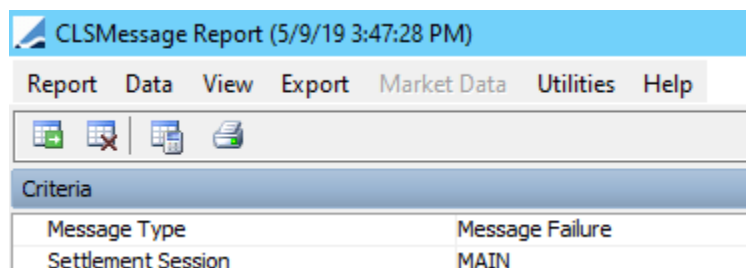 CLSMessage Report (5/9/19 3:47:28 PM)
Report Data View Export Market Data Utilities Help
Criteria
Message Type Message Failure
Settlement Session MAIN